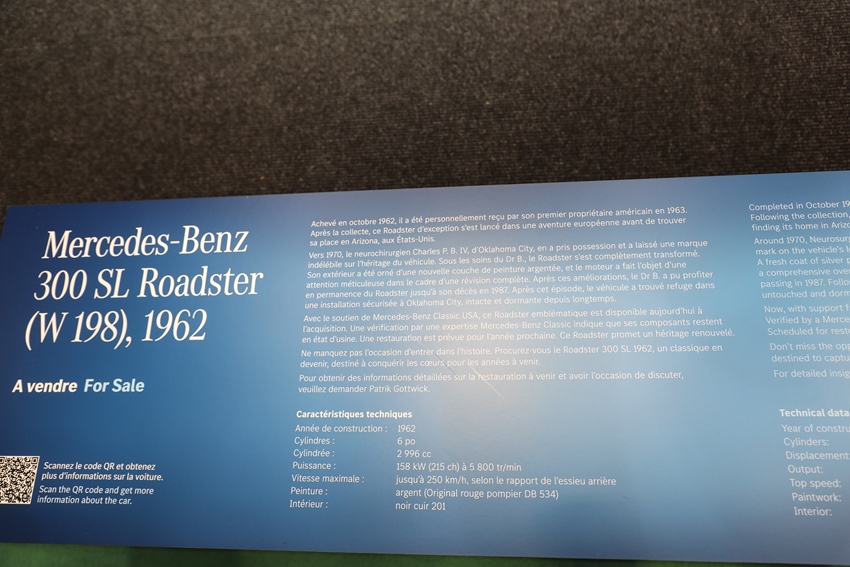 Mercedes-Benz
300 SL Roadster
(W 198), 1962
A vendre For Sale
Scannez le code QR et obtenez
plus d'informations sur la voiture.
Scan the QR code and get more
information about the car.
Achevé en octobre 1962, il a été personnellement reçu par son premier propriétaire américain en 1963.
Après la collecte, ce Roadster d'exception s'est lancé dans une aventure européenne avant de trouver
sa place en Arizona, aux États-Unis.
Vers 1970, le neurochirurgien Charles P. B. IV, d'Oklahoma City, en a pris possession et a laissé une marque
indélébile sur l'héritage du véhicule. Sous les soins du Dr B., le Roadster s'est complètement transformé.
Son extérieur a été orné d'une nouvelle couche de peinture argentée, et le moteur a fait l'objet d'une
attention méticuleuse dans le cadre d'une révision complète. Après ces améliorations, le Dr B. a pu profiter
en permanence du Roadster jusqu'à son décès en 1987. Après cet épisode, le véhicule a trouvé refuge dans
une installation sécurisée à Oklahoma City, intacte et dormante depuis longtemps.
Avec le soutien de Mercedes-Benz Classic USA, ce Roadster emblématique est disponible aujourd'hui à
l'acquisition. Une vérification par une expertise Mercedes-Benz Classic indique que ses composants restent
en état d'usine. Une restauration est prévue pour l'année prochaine. Ce Roadster promet un héritage renouvelé.
Ne manquez pas l'occasion d'entrer dans l'histoire. Procurez-vous le Roadster 300 SL 1962, un classique en
devenir, destiné à conquérir les cœurs pour les années à venir.
Pour obtenir des informations détaillées sur la restauration à venir et avoir l'occasion de discuter,
veuillez demander Patrik Gottwick.
Caractéristiques techniques
Année de construction : 1962
Cylindres : 6 po
Cylindrée : 2 996 cc
Puissance : 158 kW (215 ch) à 5 800 tr/min
Vitesse maximale : jusqu'à 250 km/h, selon le rapport de l'essieu arrière
Peinture : argent (Original rouge pompier DB 534)
Intérieur : noir cuir 201
Completed in October 19
Following the collection,
finding its home in Arizo
Around 1970, Neurosurg
mark on the vehicle's l
A fresh coat of silver p
a comprehensive over
passing in 1987. Follo
untouched and dorm
Now, with support f
Verified by a Merce
Scheduled for resto
Don't miss the opp
destined to captu
For detailed insig
Technical data
Year of constru
Cylinders:
Displacement:
Output:
Top speed:
Paintwork:
Interior: